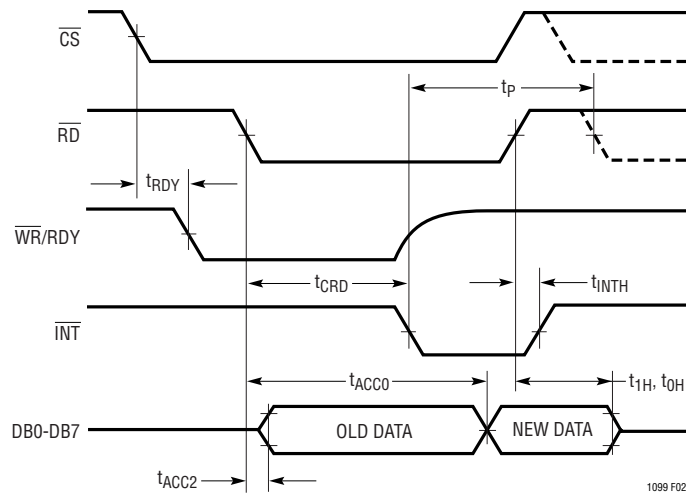 CS
tP
RD
tRDY
WR/RDY
tCRD
tINTH
INT
tACC0
t1H, t0H
DB0-DB7
OLD DATA
NEW DATA
tACC2
1099 F02